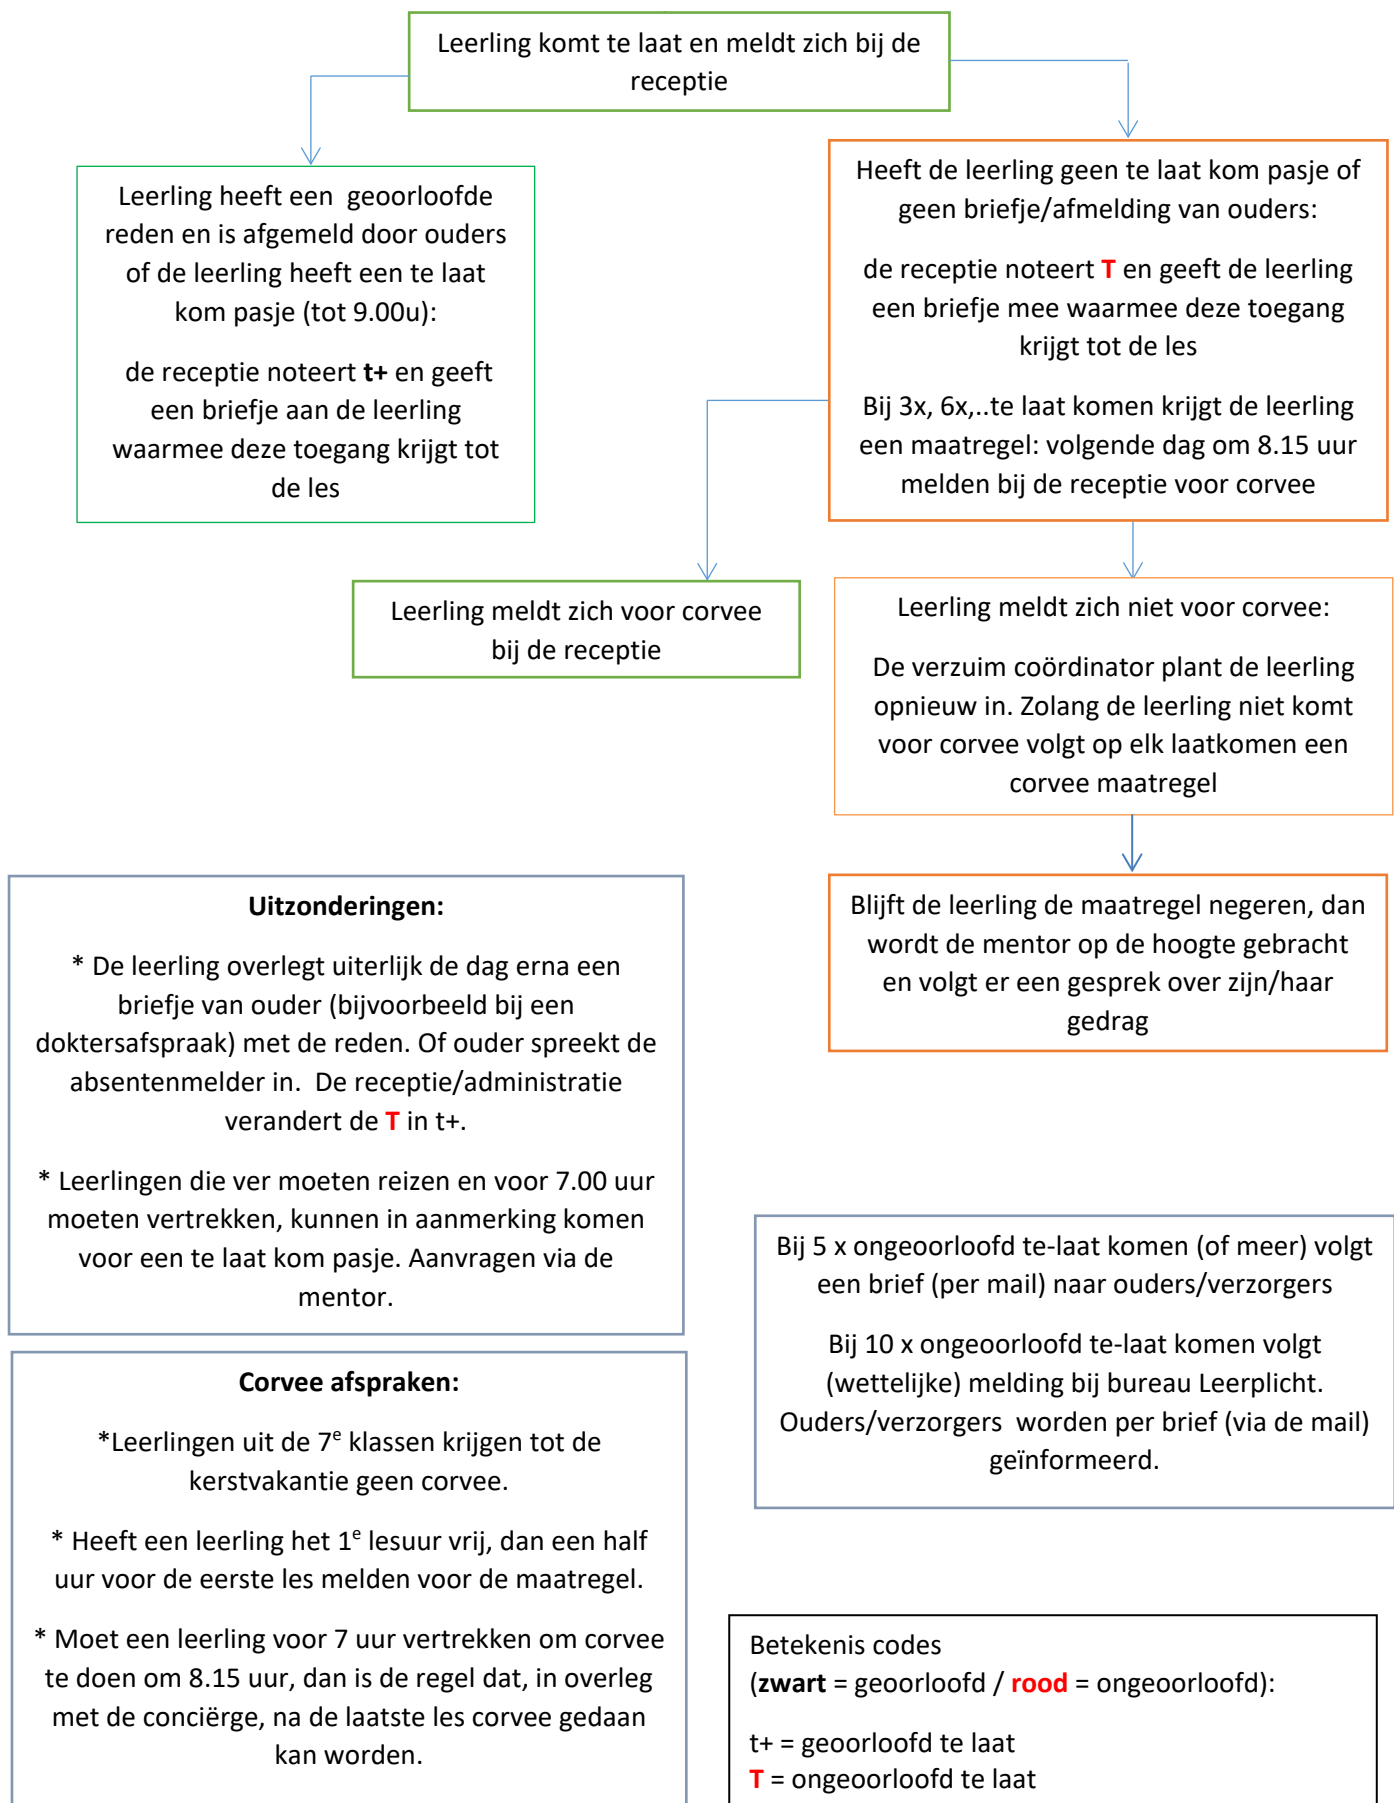 Leerling komt te laat en meldt zich bij de
receptie
Leerling heeft een  geoorloofde
reden en is afgemeld door ouders
of de leerling heeft een te laat
kom pasje (tot 9.00u):
de receptie noteert t+ en geeft
een briefje aan de leerling
waarmee deze toegang krijgt tot
de les
Heeft de leerling geen te laat kom pasje of
geen briefje/afmelding van ouders:
de receptie noteert T en geeft de leerling
een briefje mee waarmee deze toegang
krijgt tot de les
Bij 3x, 6x,..te laat komen krijgt de leerling
een maatregel: volgende dag om 8.15 uur
melden bij de receptie voor corvee
Leerling meldt zich voor corvee
bij de receptie
Leerling meldt zich niet voor corvee:
De verzuim coördinator plant de leerling
opnieuw in. Zolang de leerling niet komt
voor corvee volgt op elk laatkomen een
corvee maatregel
Blijft de leerling de maatregel negeren, dan
wordt de mentor op de hoogte gebracht
en volgt er een gesprek over zijn/haar
gedrag
Uitzonderingen:
* De leerling overlegt uiterlijk de dag erna een
briefje van ouder (bijvoorbeeld bij een
doktersafspraak) met de reden. Of ouder spreekt de
absentenmelder in.  De receptie/administratie
verandert de T in t+.
* Leerlingen die ver moeten reizen en voor 7.00 uur
moeten vertrekken, kunnen in aanmerking komen
voor een te laat kom pasje. Aanvragen via de
mentor.
Bij 5 x ongeoorloofd te-laat komen (of meer) volgt
een brief (per mail) naar ouders/verzorgers
Bij 10 x ongeoorloofd te-laat komen volgt
(wettelijke) melding bij bureau Leerplicht.
Ouders/verzorgers  worden per brief (via de mail)
geïnformeerd.
Corvee afspraken:
*Leerlingen uit de 7e klassen krijgen tot de
kerstvakantie geen corvee.
* Heeft een leerling het 1e lesuur vrij, dan een half
uur voor de eerste les melden voor de maatregel.
* Moet een leerling voor 7 uur vertrekken om corvee
te doen om 8.15 uur, dan is de regel dat, in overleg
met de conciërge, na de laatste les corvee gedaan
kan worden.
Betekenis codes
(zwart = geoorloofd / rood = ongeoorloofd):
t+ = geoorloofd te laat
T = ongeoorloofd te laat